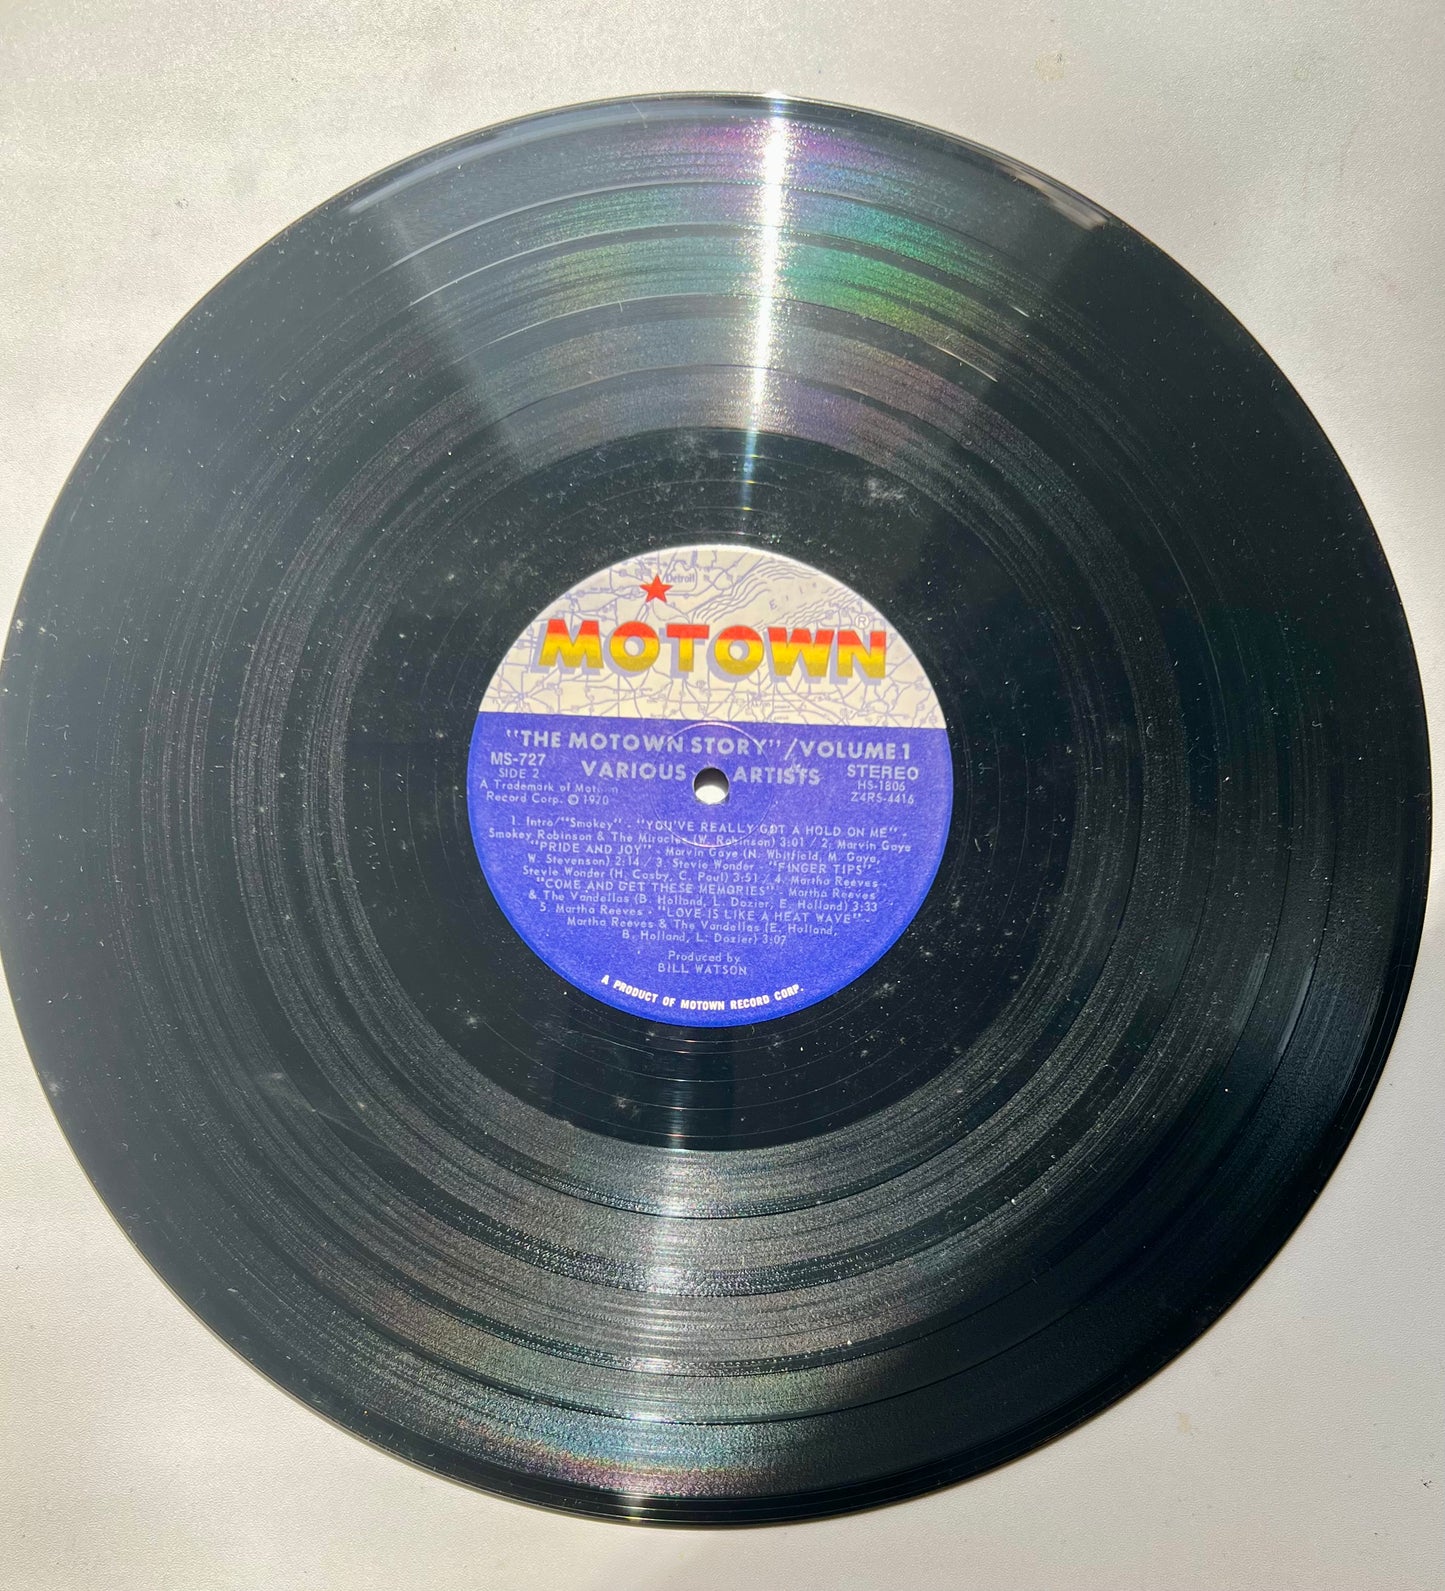 Detroit
ERIE
MOTOWN®
"THE MOTOWN STORY"/VOLUME 1
MS-727 VARIOUS ARTISTS STEREO
SIDE 2 HS-1806
A Trademark of Motown Z4RS-4416
Record Corp. © 1970
1. Intro/"Smokey" - "YOU'VE REALLY GOT A HOLD ON ME" -
Smokey Robinson & The Miracles (W. Robinson) 3:01 / 2. Marvin Gaye
"PRIDE AND JOY" - Marvin Gaye (N. Whitfield, M. Gaye,
W. Stevenson) 2:14 / 3. Stevie Wonder - "FINGER TIPS" -
Stevie Wonder (H. Cosby, C. Paul) 3:51 / 4. Martha Reeves -
"COME AND GET THESE MEMORIES" - Martha Reeves
& The Vandellas (B. Holland, L. Dozier, E. Holland) 3:33
5. Martha Reeves - "LOVE IS LIKE A HEAT WAVE" -
Martha Reeves & The Vandellas (E. Holland,
B. Holland, L. Dozier) 3:07
Produced by
BILL WATSON
A PRODUCT OF MOTOWN RECORD CORP.